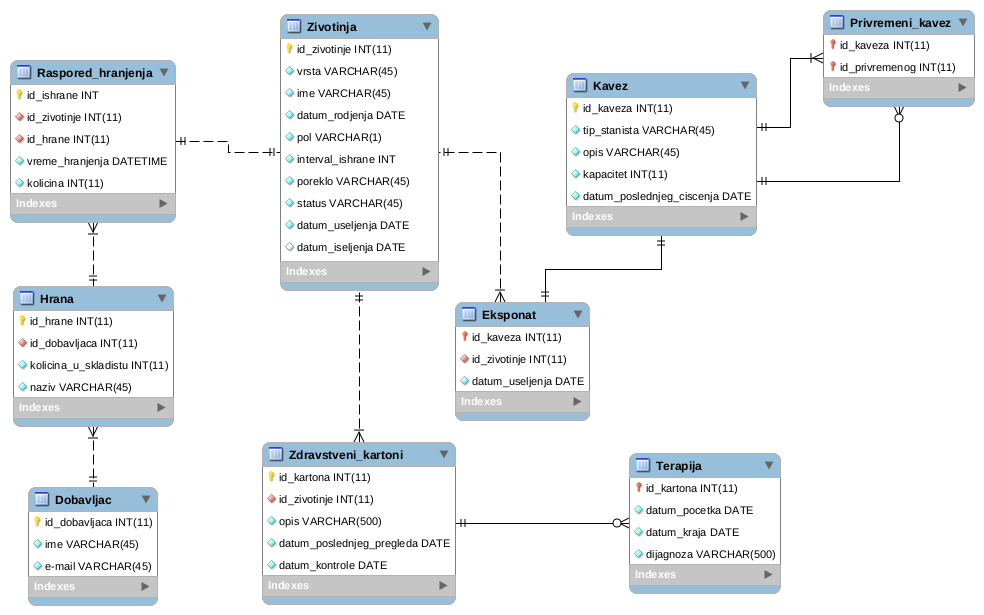 Raspored_hranjenja
id_ishrane INT
id_zivotinje INT(11)
id_hrane INT(11)
vreme_hranjenja DATETIME
kolicina INT(11)
Indexes
Zivotinja
id_zivotinje INT(11)
vrsta VARCHAR(45)
ime VARCHAR(45)
datum_rodjenja DATE
pol VARCHAR(1)
interval_ishrane INT
poreklo VARCHAR(45)
status VARCHAR(45)
datum_useljenja DATE
datum_iseljenja DATE
Indexes
Kavez
id_kaveza INT(11)
tip_stanista VARCHAR(45)
opis VARCHAR(45)
kapacitet INT(11)
datum_poslednjeg_ciscenja DATE
Indexes
Privremeni_kavez
id_kaveza INT(11)
id_privremenog INT(11)
Indexes
Hrana
id_hrane INT(11)
id_dobavljaca INT(11)
kolicina_u_skladistu INT(11)
naziv VARCHAR(45)
Indexes
Eksponat
id_kaveza INT(11)
id_zivotinje INT(11)
datum_useljenja DATE
Indexes
Dobavljac
id_dobavljaca INT(11)
ime VARCHAR(45)
e-mail VARCHAR(45)
Indexes
Zdravstveni_kartoni
id_kartona INT(11)
id_zivotinje INT(11)
opis VARCHAR(500)
datum_poslednjeg_pregleda DATE
datum_kontrole DATE
Indexes
Terapija
id_kartona INT(11)
datum_pocetka DATE
datum_kraja DATE
dijagnoza VARCHAR(500)
Indexes